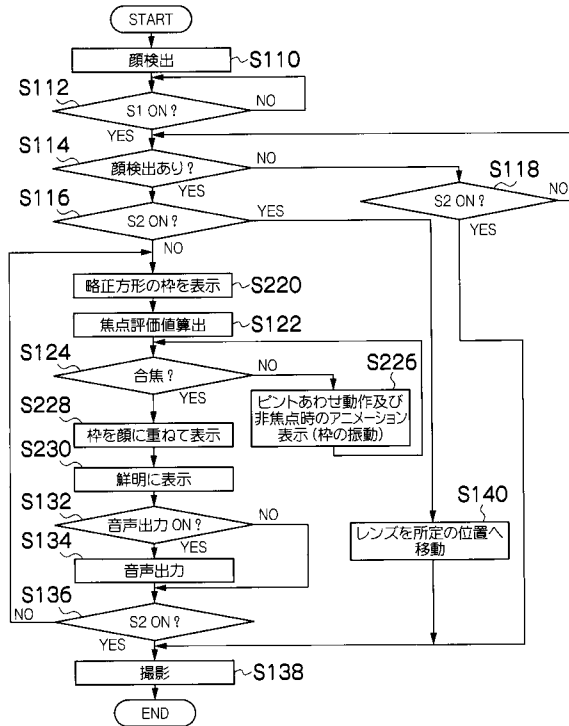 START
顔検出
S110
S112
S1 ON?
NO
YES
S114
顔検出あり?
NO
YES
S118
S2 ON?
NO
YES
S116
S2 ON?
YES
NO
略正方形の枠を表示
S220
焦点評価値算出
S122
S124
合焦?
NO
YES
S226
ピントあわせ動作及び
非焦点時のアニメーション
表示(枠の振動)
S228
枠を顔に重ねて表示
S230
鮮明に表示
S132
音声出力 ON?
NO
YES
S134
音声出力
S140
レンズを所定の位置へ
移動
S136
NO
S2 ON?
YES
撮影
S138
END